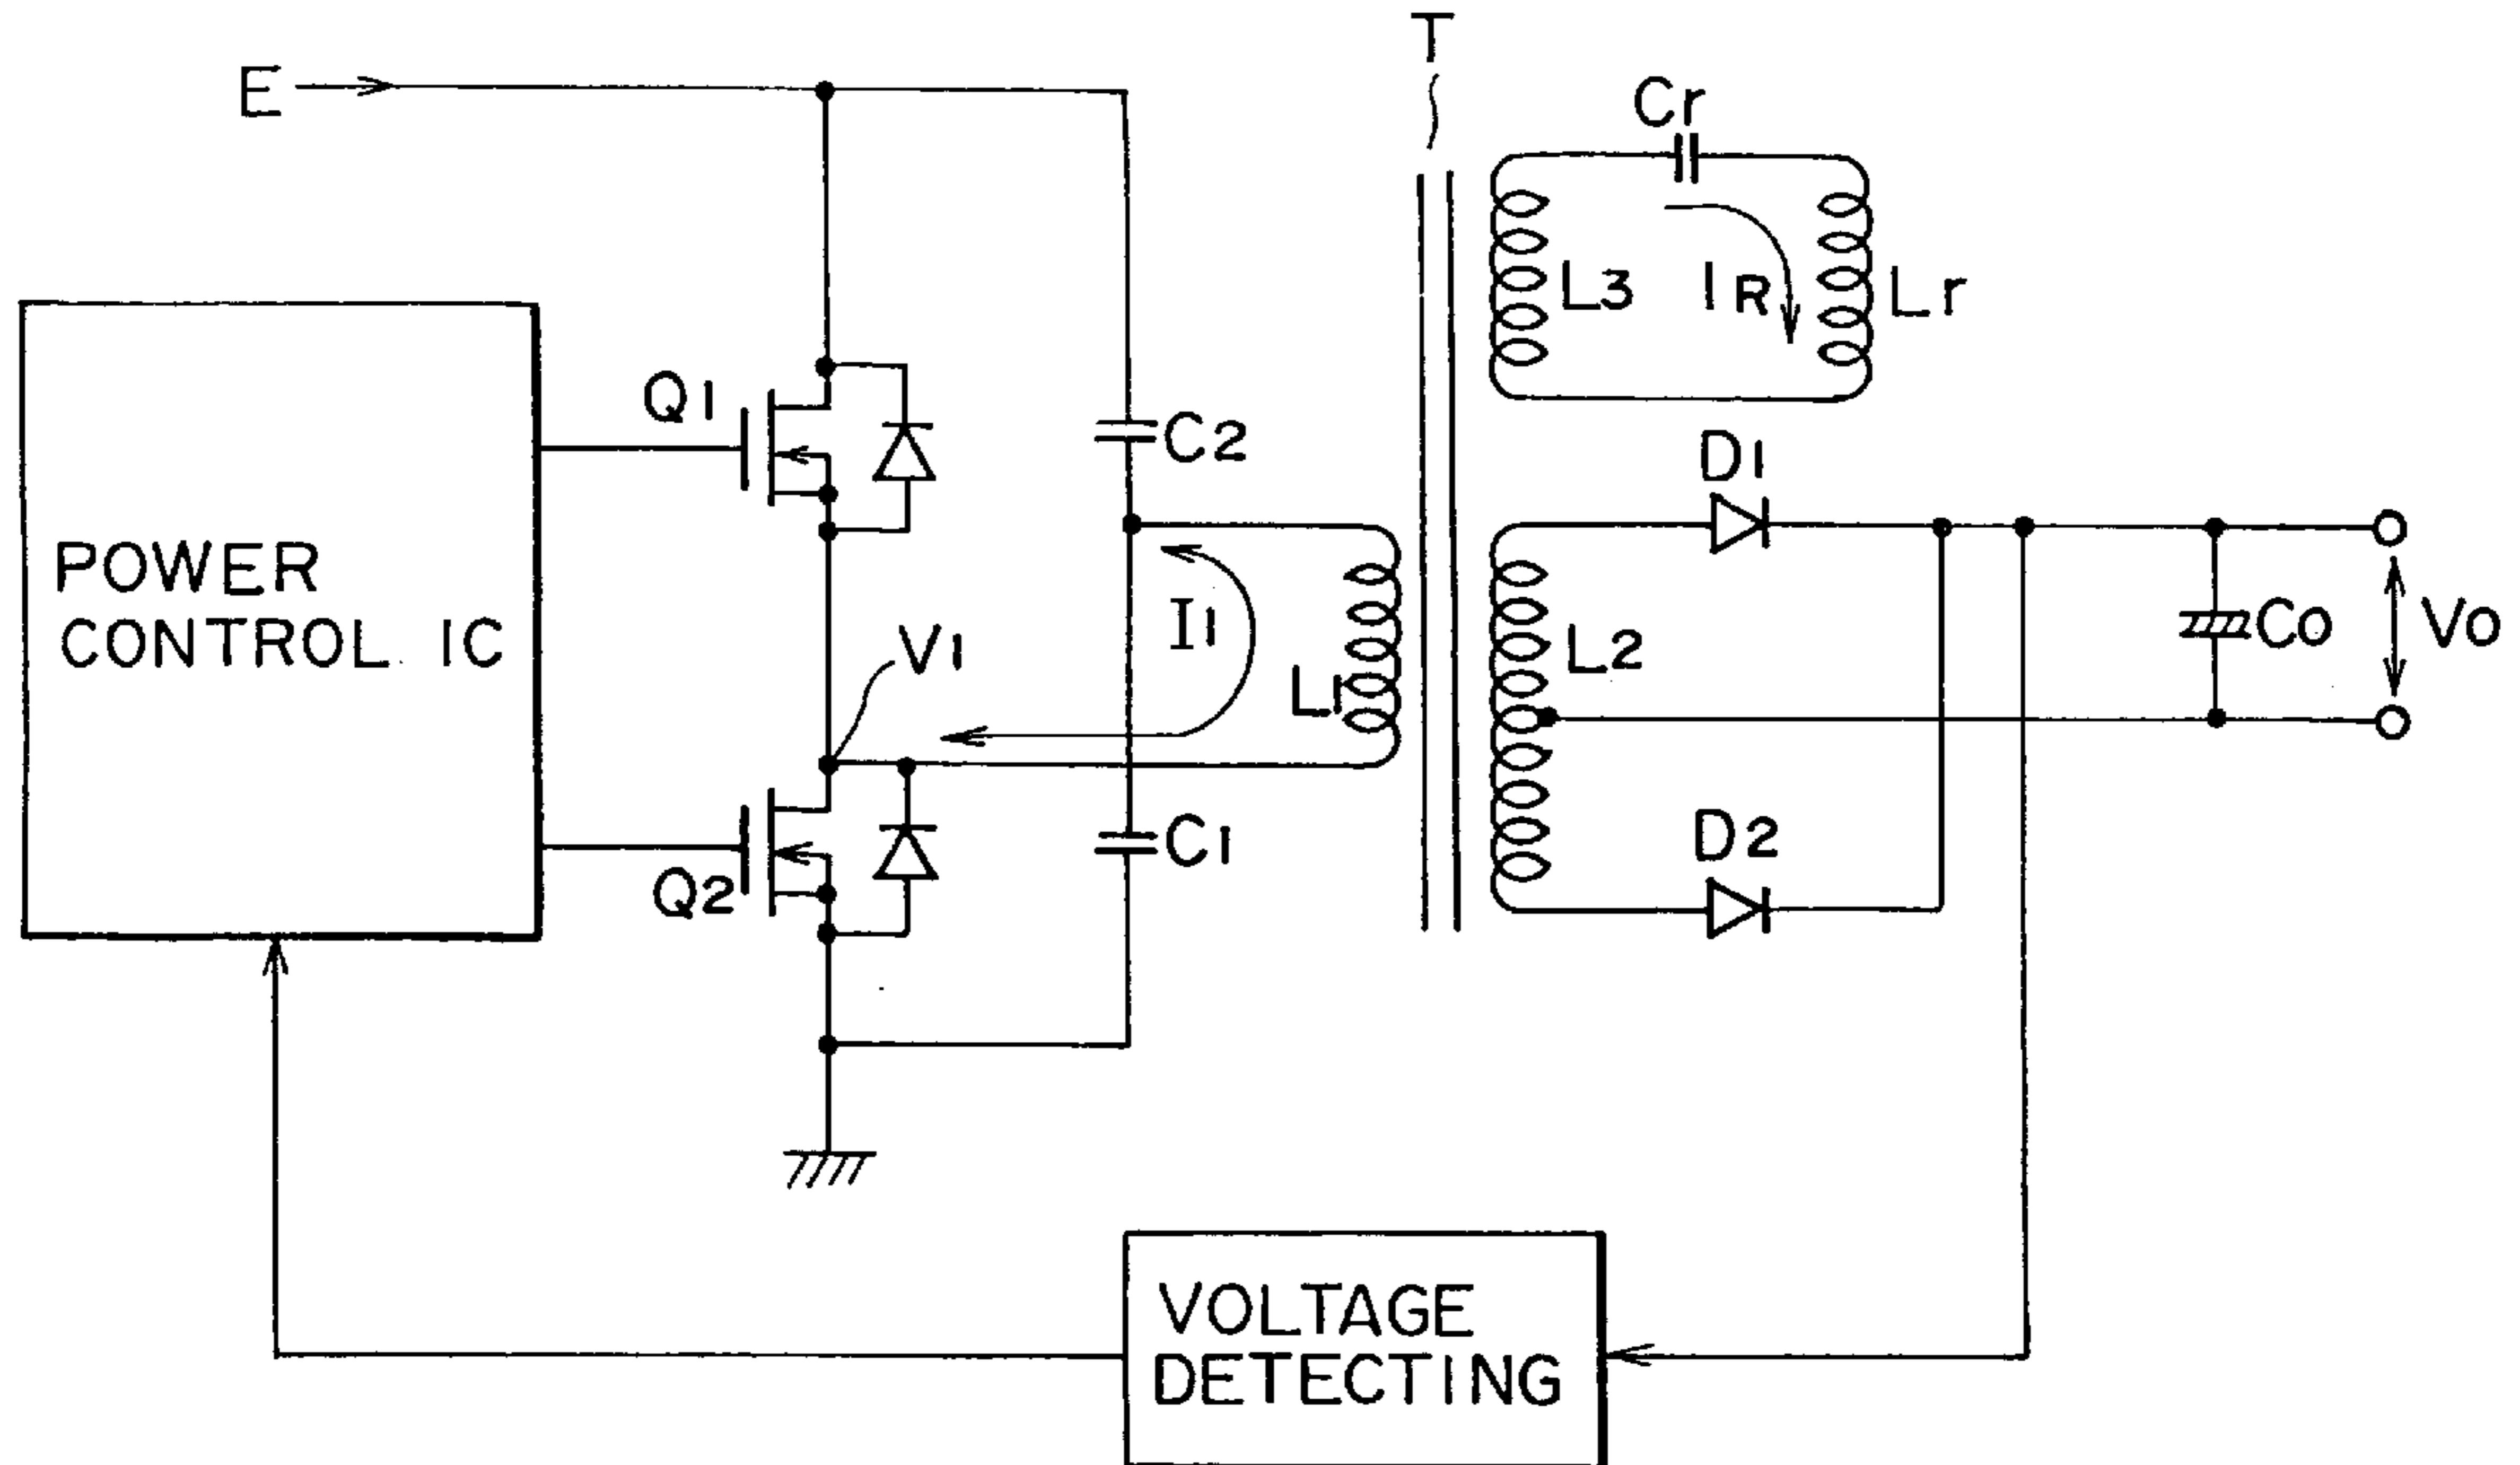 T
E
Cr
L3
IR
Lr
Q1
C2
D1
POWER
CONTROL IC
V1
I1
L1
L2
Co
Vo
Q2
C1
D2
VOLTAGE
DETECTING